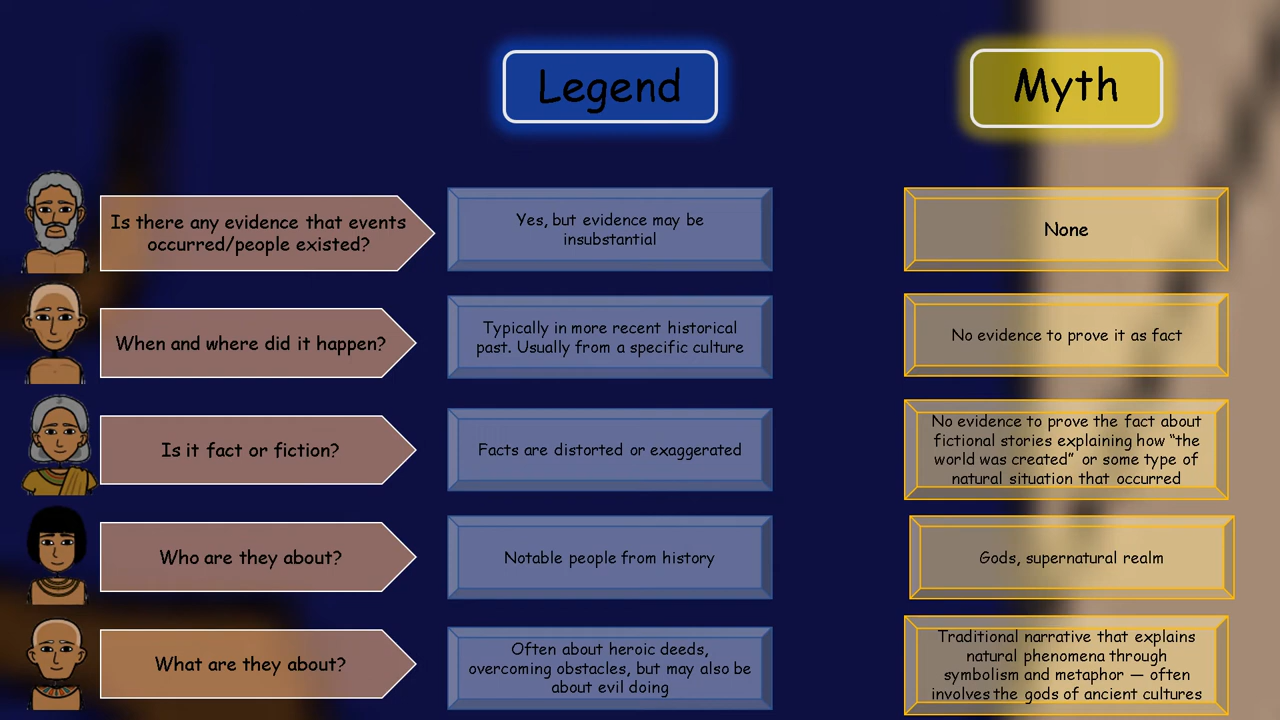 Legend
Myth
Is there any evidence that events
occurred/people existed?
Yes, but evidence may be
insubstantial
None
When and where did it happen?
Typically in more recent historical
past. Usually from a specific culture
No evidence to prove it as fact
Is it fact or fiction?
Facts are distorted or exaggerated
No evidence to prove the fact about
fictional stories explaining how “the
world was created” or some type of
natural situation that occurred
Who are they about?
Notable people from history
Gods, supernatural realm
What are they about?
Often about heroic deeds,
overcoming obstacles, but may also be
about evil doing
Traditional narrative that explains
natural phenomena through
symbolism and metaphor — often
involves the gods of ancient cultures